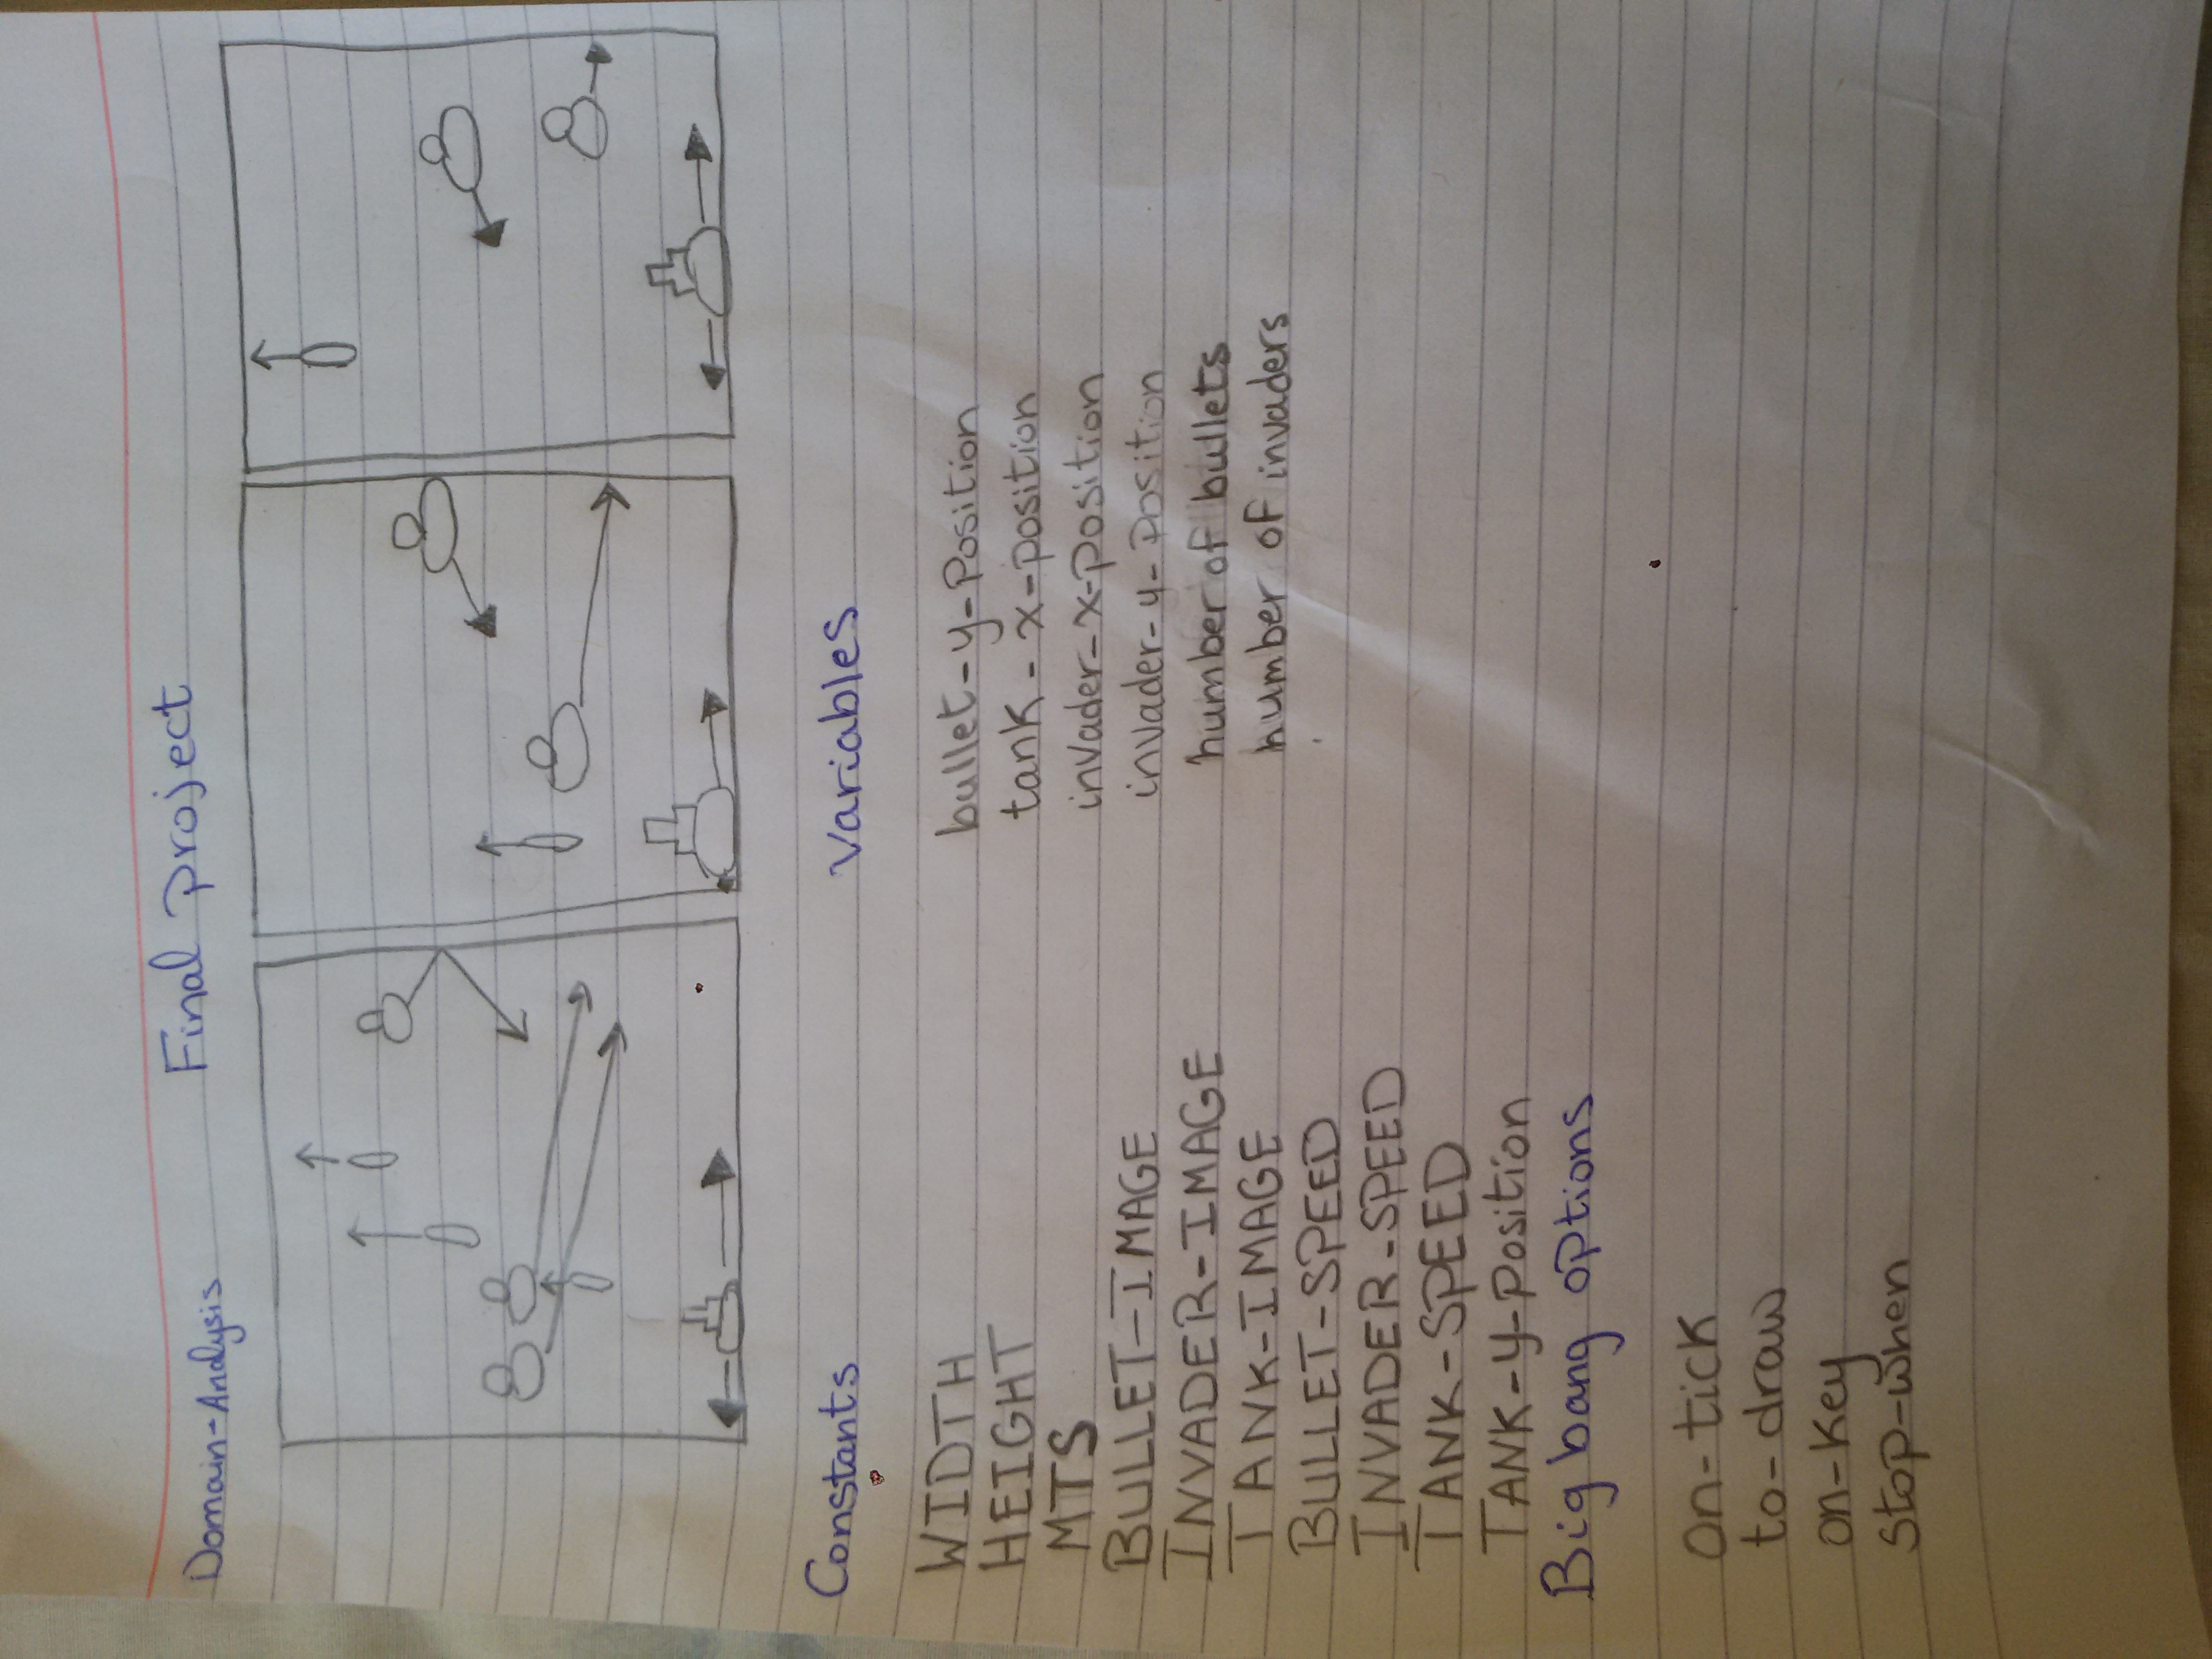 Final project
Domain-Analysis
Constants
WIDTH
HEIGHT
MTS
BULLET-IMAGE
INVADER-IMAGE
TANK-IMAGE
BULLET-SPEED
INVADER-SPEED
TANK-SPEED
TANK-y-position
Variables
bullet-y-Position
tank-x-position
invader-x-position
invader-y-Position
number of bullets
number of invaders
Big bang options
on-tick
to-draw
on-key
stop-when